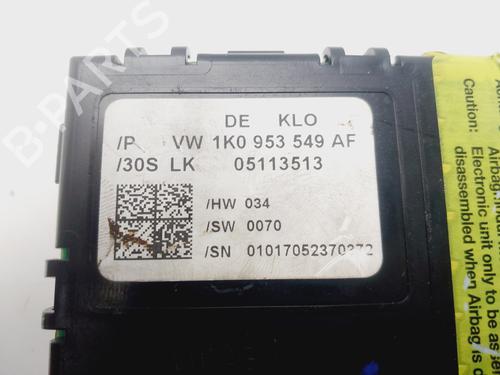 B-PARTS
DE KLO
/P VW 1K0 953 549 AF
/30S LK 05113513
/HW 034
/SW 0070
/SN 01017052370372
Caution:
Airbag
Electronic unit only to be
disassembled when Airbag is